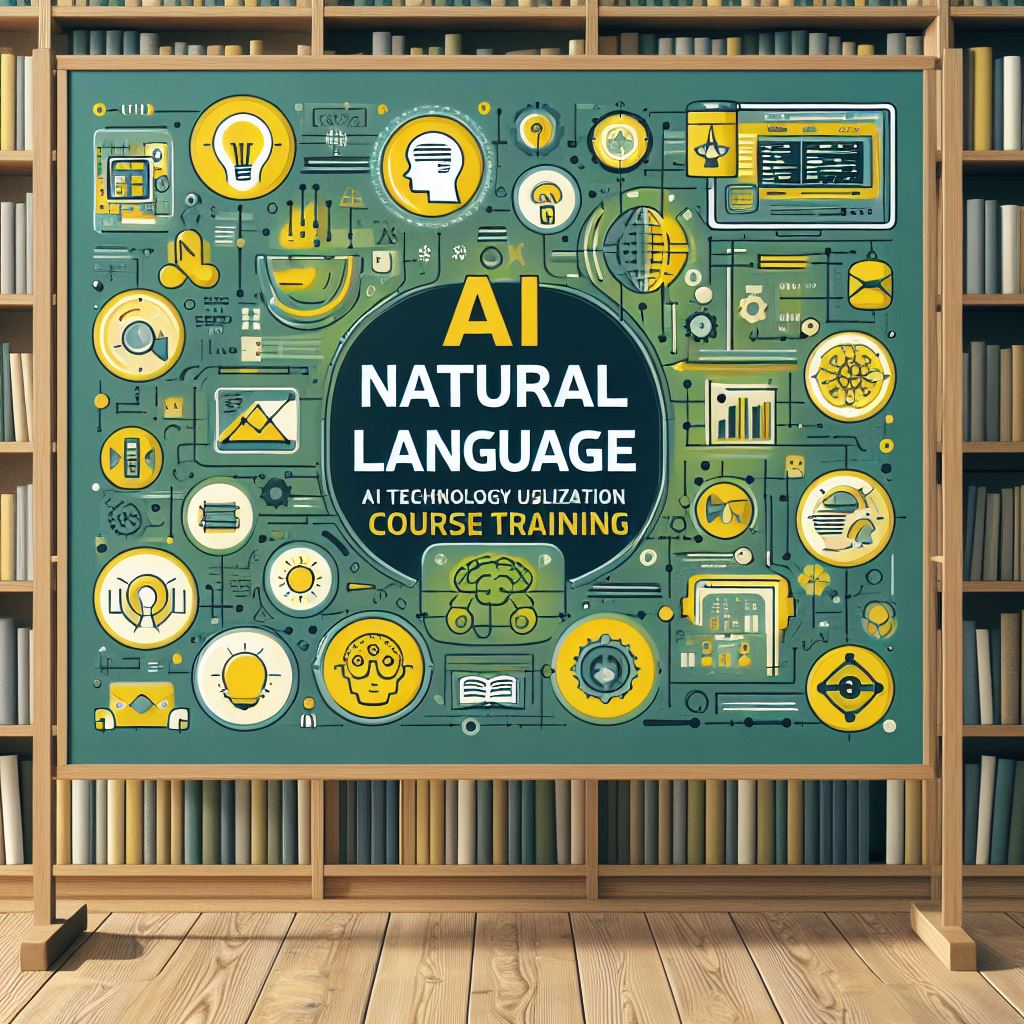 AI
NATURAL
LANGUAGE
AI TECHNOLOGY USLIZATION
COURSE TRAINING